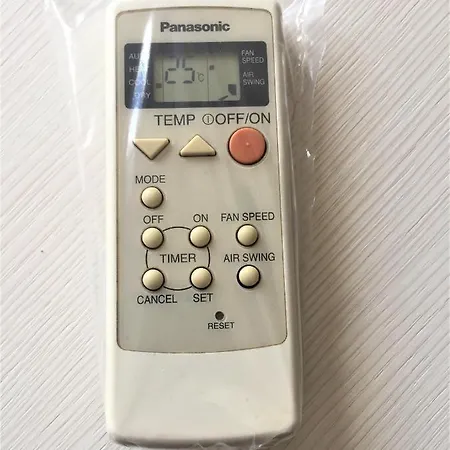 Panasonic
AUTO
HEAT
COOL
DRY
25°C
FAN
SPEED
AIR
SWING
TEMP OFF/ON
MODE
OFF ON FAN SPEED
TIMER AIR SWING
CANCEL SET
RESET